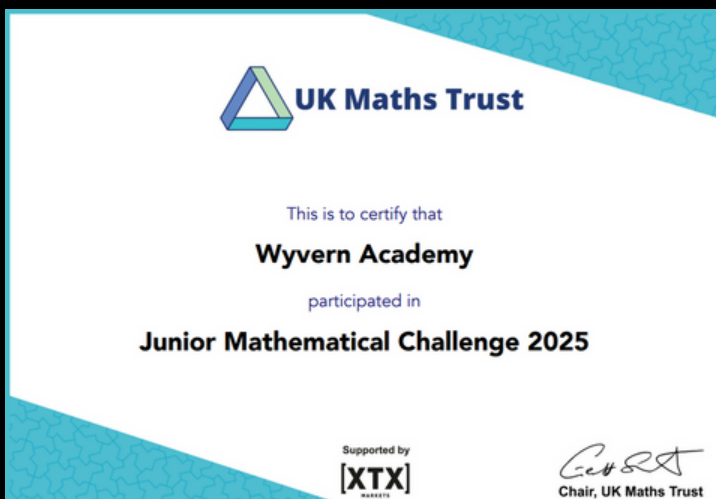 UK Maths Trust
This is to certify that
Wyvern Academy
participated in
Junior Mathematical Challenge 2025
Supported by
[XTX]
MARKETS
Chair, UK Maths Trust